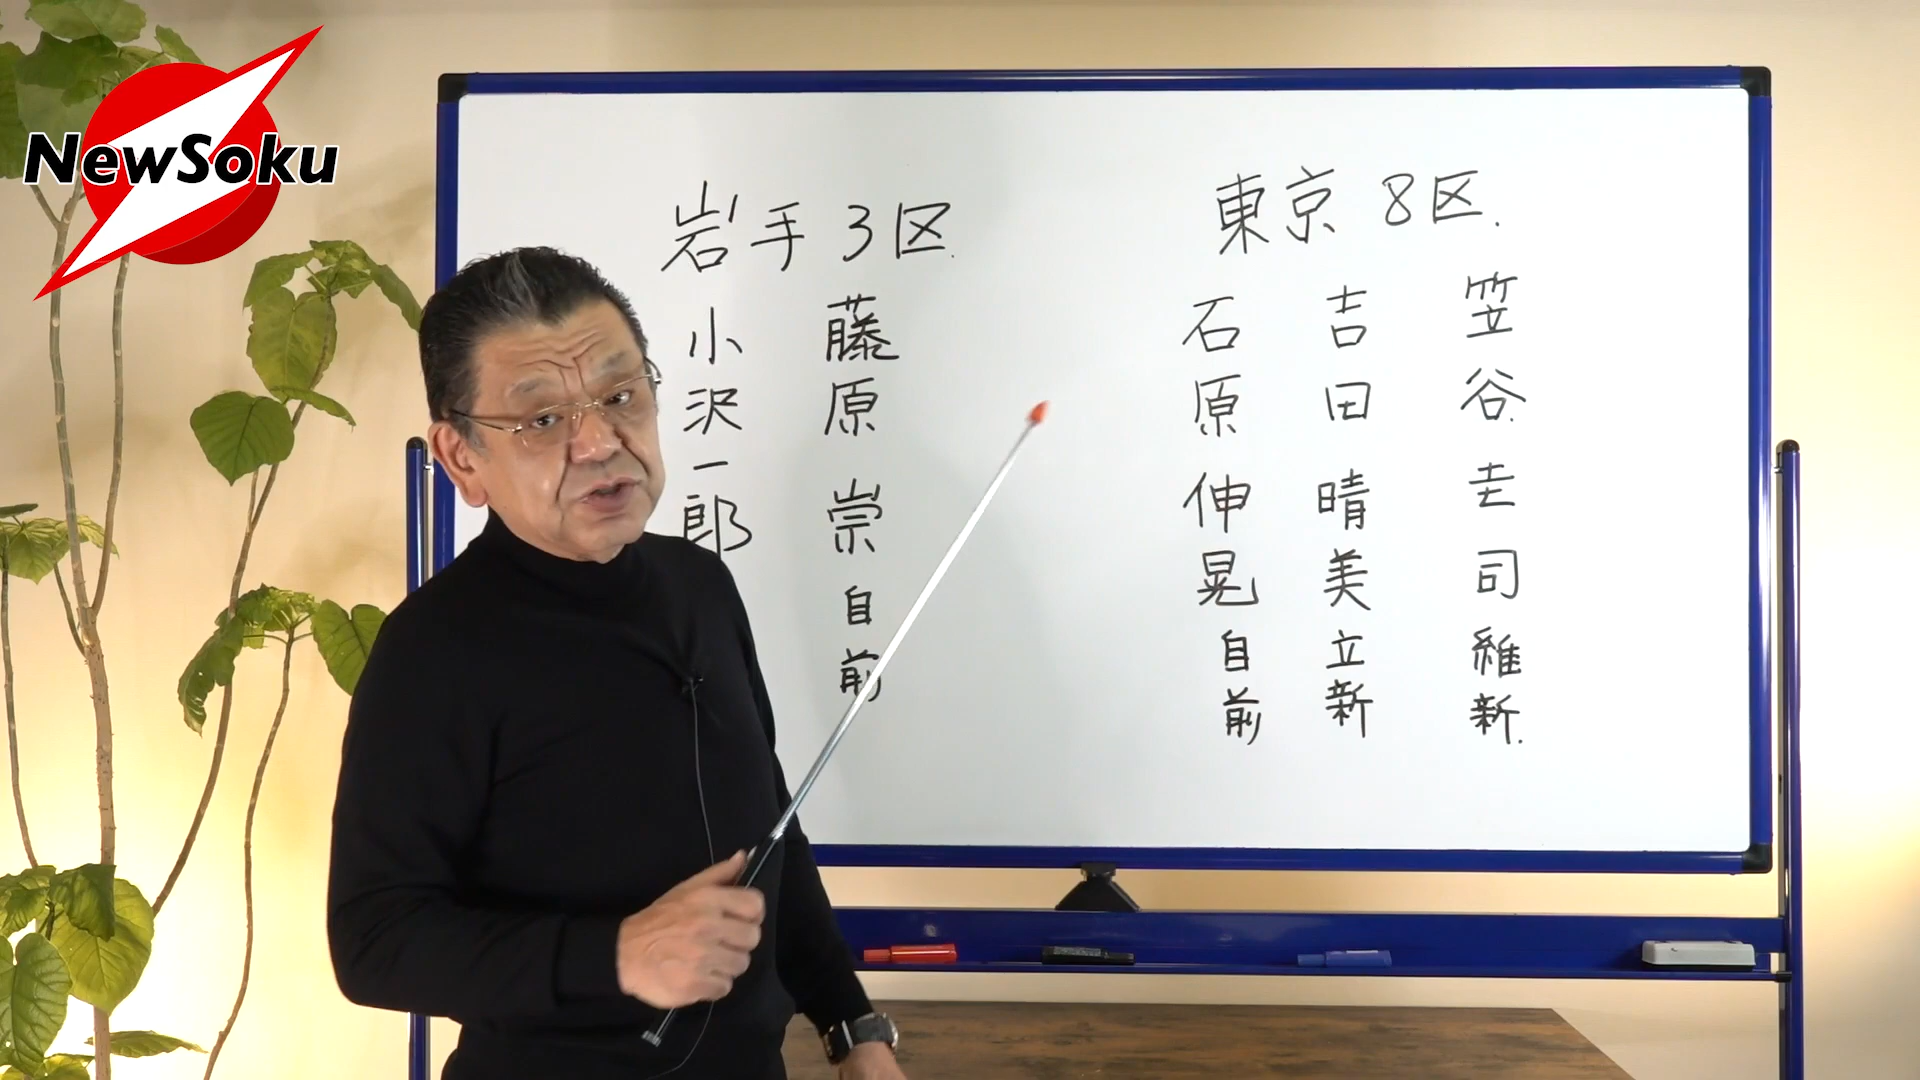 NewSoku
岩手3区.
小沢一郎
藤原崇自前
東京8区.
石原伸晃自前
吉田晴美立新
笠谷圭司維新.